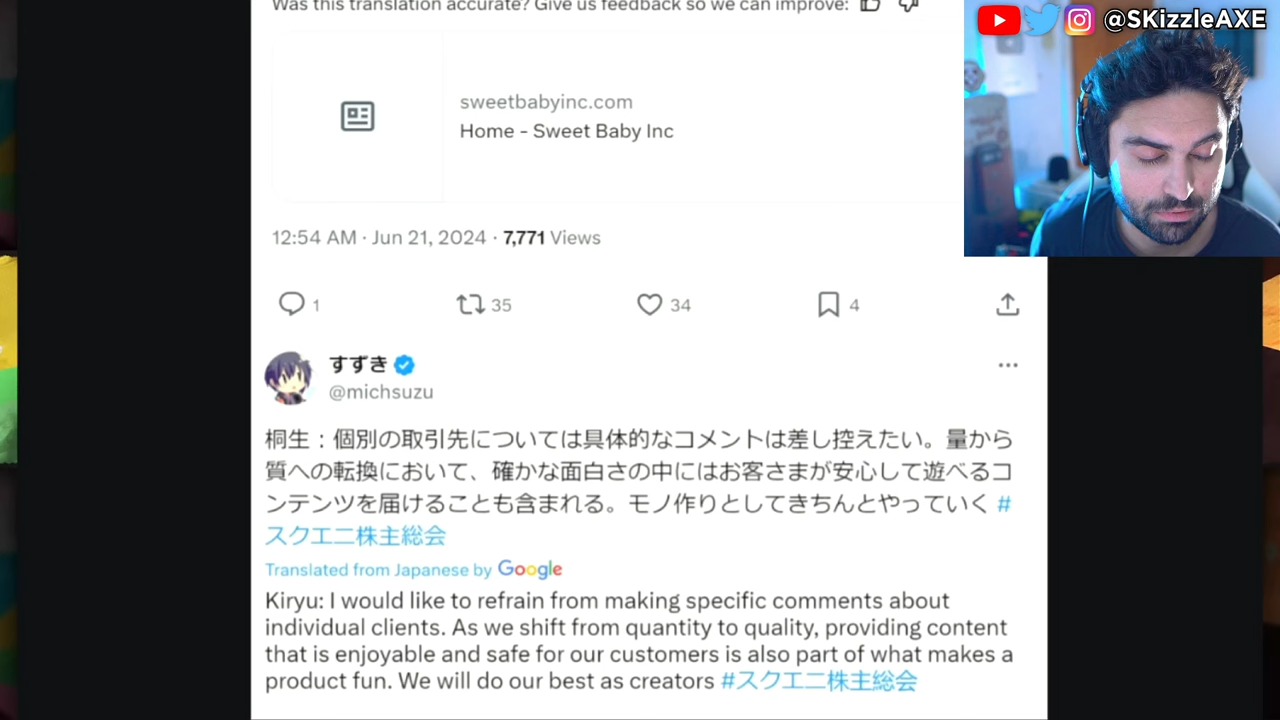 Was this translation accurate? Give us feedback so we can improve:
@SKizzleAXE
sweetbabyinc.com
Home - Sweet Baby Inc
12:54 AM · Jun 21, 2024 · 7,771 Views
1 35 34 4
すずき
@michsuzu
桐生：個別の取引先については具体的なコメントは差し控えたい。量から
質への転換において、確かな面白さの中にはお客さまが安心して遊べるコ
ンテンツを届けることも含まれる。モノ作りとしてきちんとやっていく #
スクエニ株主総会
Translated from Japanese by Google
Kiryu: I would like to refrain from making specific comments about
individual clients. As we shift from quantity to quality, providing content
that is enjoyable and safe for our customers is also part of what makes a
product fun. We will do our best as creators #スクエニ株主総会